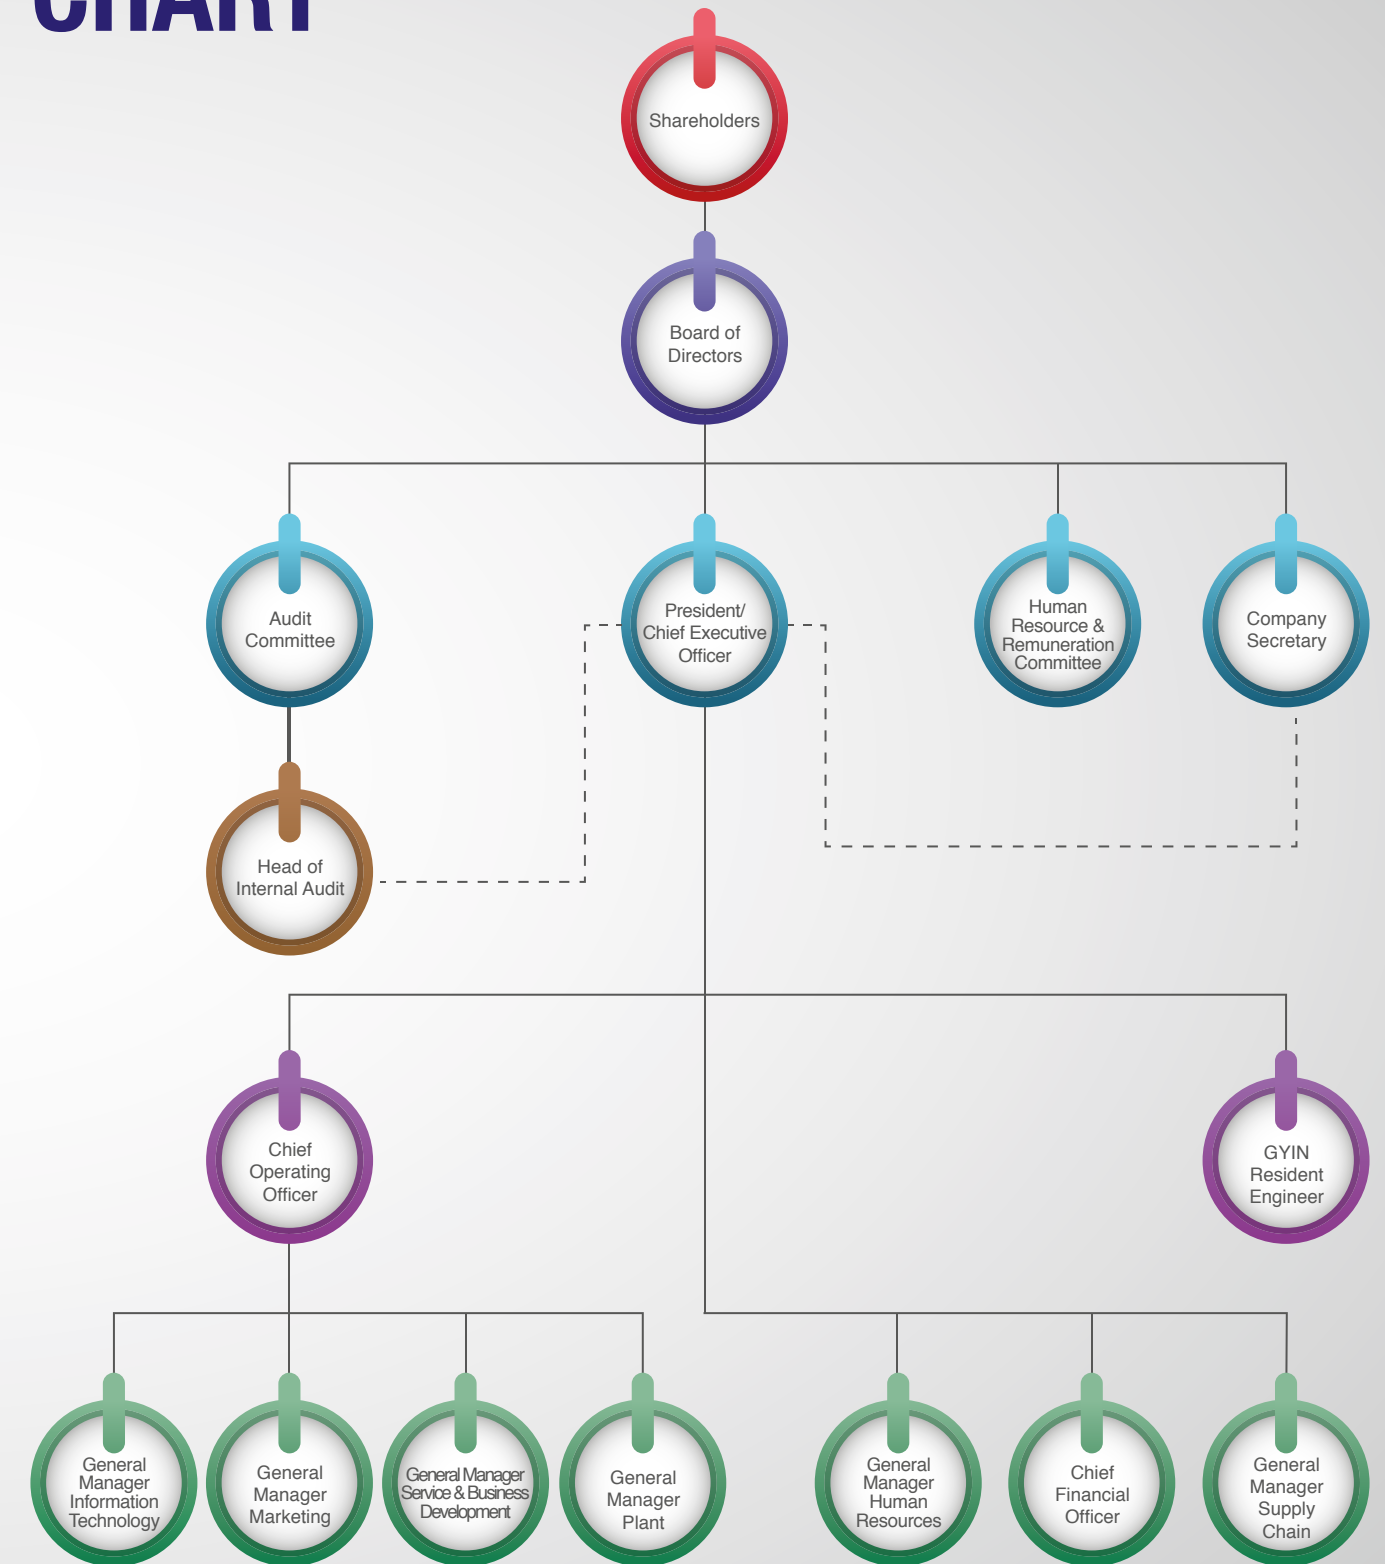 CHART
Shareholders
Board of
Directors
Audit
Committee
President/
Chief Executive
Officer
Human
Resource &
Remuneration
Committee
Company
Secretary
Head of
Internal Audit
Chief
Operating
Officer
GYIN
Resident
Engineer
General
Manager
Information
Technology
General
Manager
Marketing
General Manager
Service & Business
Development
General
Manager
Plant
General
Manager
Human
Resources
Chief
Financial
Officer
General
Manager
Supply
Chain